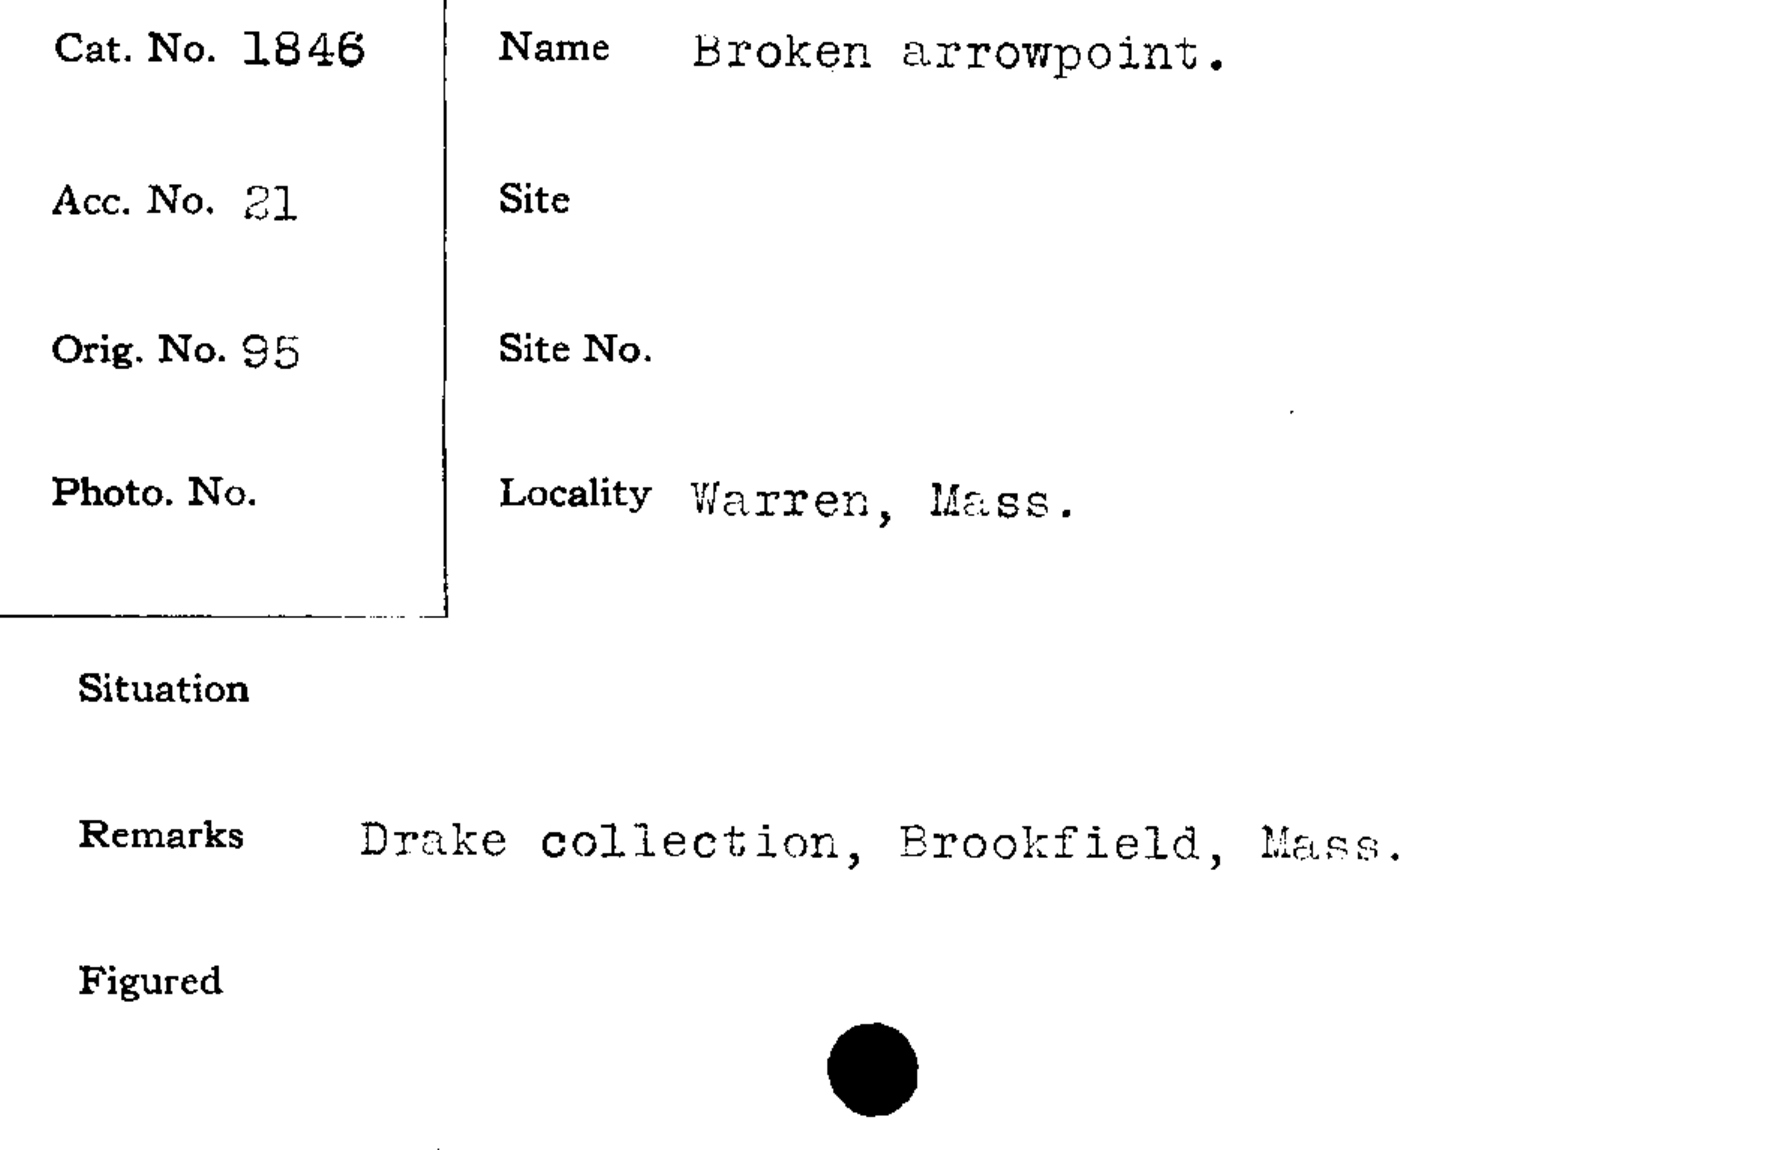 Cat. No. 1846
Name Broken arrowpoint.
Acc. No. 21
Site
Orig. No. 95
Site No.
Photo. No.
Locality Warren, Mass.
Situation
Remarks Drake collection, Brookfield, Mass.
Figured